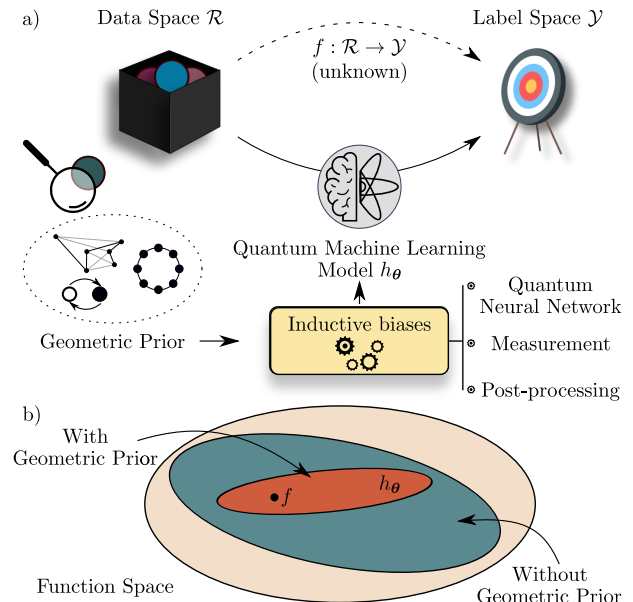 a)
Data Space ℛ
Label Space 𝒴
f : ℛ → 𝒴
(unknown)
Quantum Machine Learning
Model h_θ
Geometric Prior
Inductive biases
Quantum
Neural Network
Measurement
Post-processing
b)
With
Geometric Prior
h_θ
f
Function Space
Without
Geometric Prior